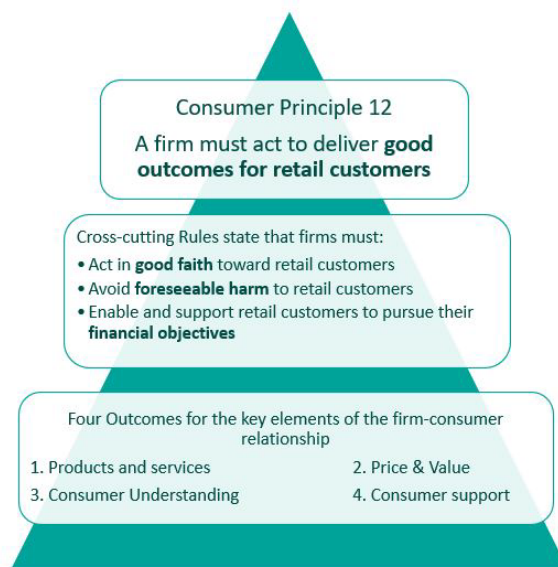 Consumer Principle 12
A firm must act to deliver good
outcomes for retail customers
Cross-cutting Rules state that firms must:
• Act in good faith toward retail customers
• Avoid foreseeable harm to retail customers
• Enable and support retail customers to pursue their
financial objectives
Four Outcomes for the key elements of the firm-consumer
relationship
1. Products and services 2. Price & Value
3. Consumer Understanding 4. Consumer support